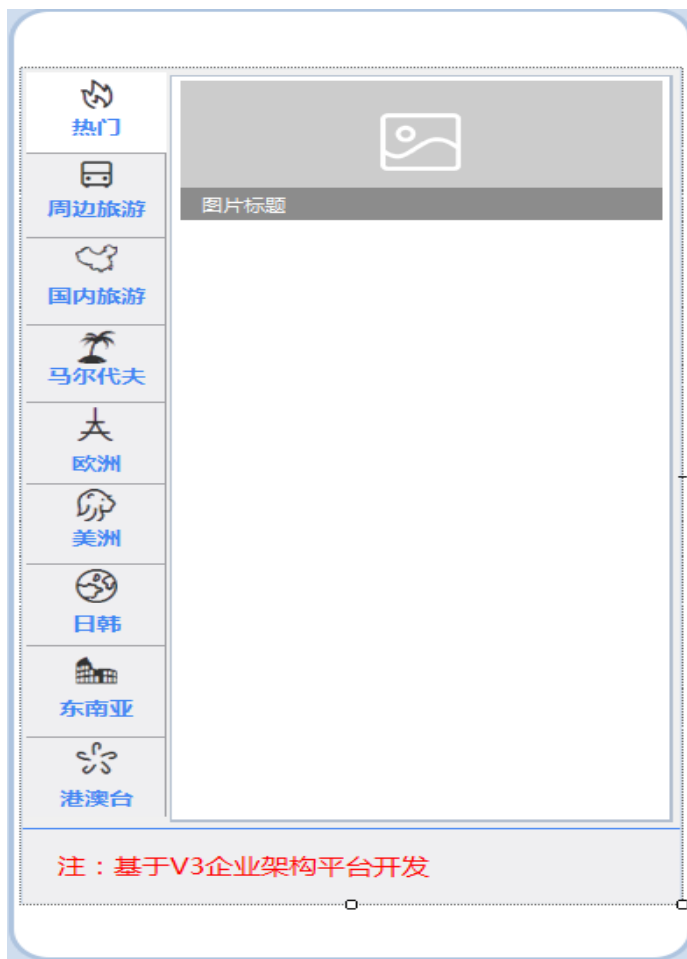 热门
图片标题
周边旅游
国内旅游
马尔代夫
欧洲
美洲
日韩
东南亚
港澳台
注：基于V3企业架构平台开发